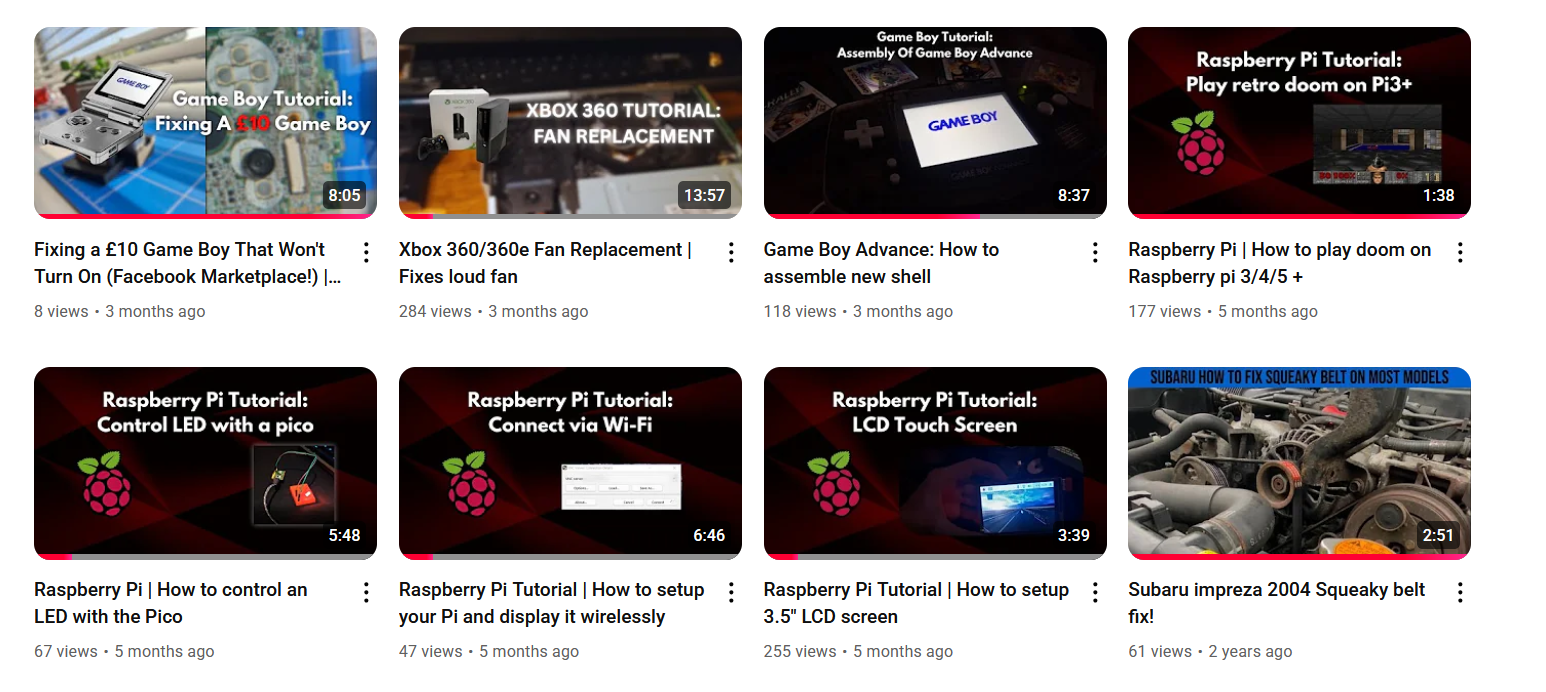 GAME BOY
Game Boy Tutorial:
Fixing A £10 Game Boy
8:05
Fixing a £10 Game Boy That Won't
Turn On (Facebook Marketplace!) |...
8 views • 3 months ago
XBOX 360
XBOX 360 TUTORIAL:
FAN REPLACEMENT
13:57
Xbox 360/360e Fan Replacement |
Fixes loud fan
284 views • 3 months ago
Game Boy Tutorial:
Assembly Of Game Boy Advance
GAME BOY
GAME BOY
8:37
Game Boy Advance: How to
assemble new shell
118 views • 3 months ago
Raspberry Pi Tutorial:
Play retro doom on Pi3+
1:38
Raspberry Pi | How to play doom on
Raspberry pi 3/4/5 +
177 views • 5 months ago
Raspberry Pi Tutorial:
Control LED with a pico
5:48
Raspberry Pi | How to control an
LED with the Pico
67 views • 5 months ago
Raspberry Pi Tutorial:
Connect via Wi-Fi
6:46
Raspberry Pi Tutorial | How to setup
your Pi and display it wirelessly
47 views • 5 months ago
Raspberry Pi Tutorial:
LCD Touch Screen
3:39
Raspberry Pi Tutorial | How to setup
3.5" LCD screen
255 views • 5 months ago
SUBARU HOW TO FIX SQUEAKY BELT ON MOST MODELS
2:51
Subaru impreza 2004 Squeaky belt
fix!
61 views • 2 years ago